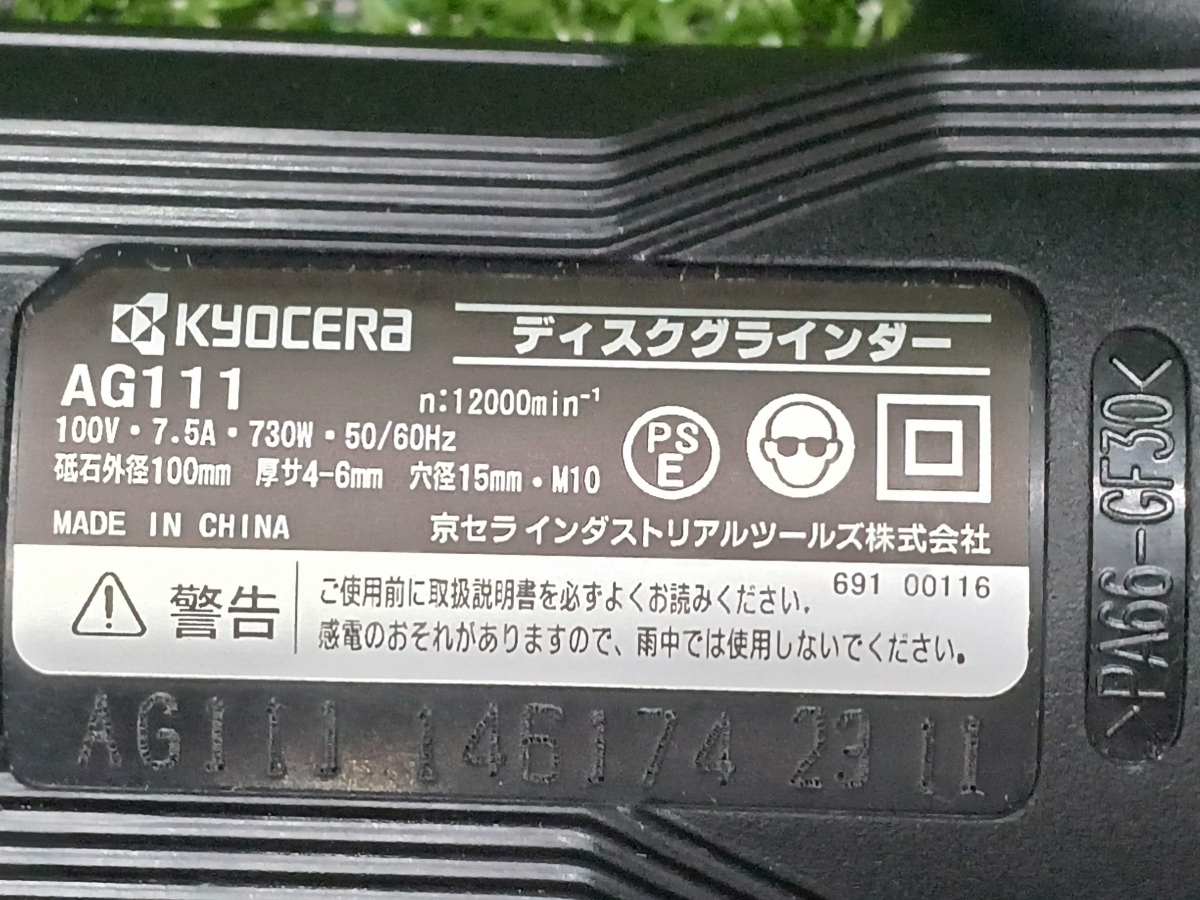 KYOCERA
ディスクグラインダー
AG111
n:12000min⁻¹
100V・7.5A・730W・50/60Hz
砥石外径100mm 厚サ4-6mm 穴径15mm・M10
PS
E
MADE IN CHINA
京セラ インダストリアルツールズ株式会社
警告
ご使用前に取扱説明書を必ずよくお読みください。
691 00116
感電のおそれがありますので、雨中では使用しないでください。
AG111 146174 23 11
>PA66-GF30<